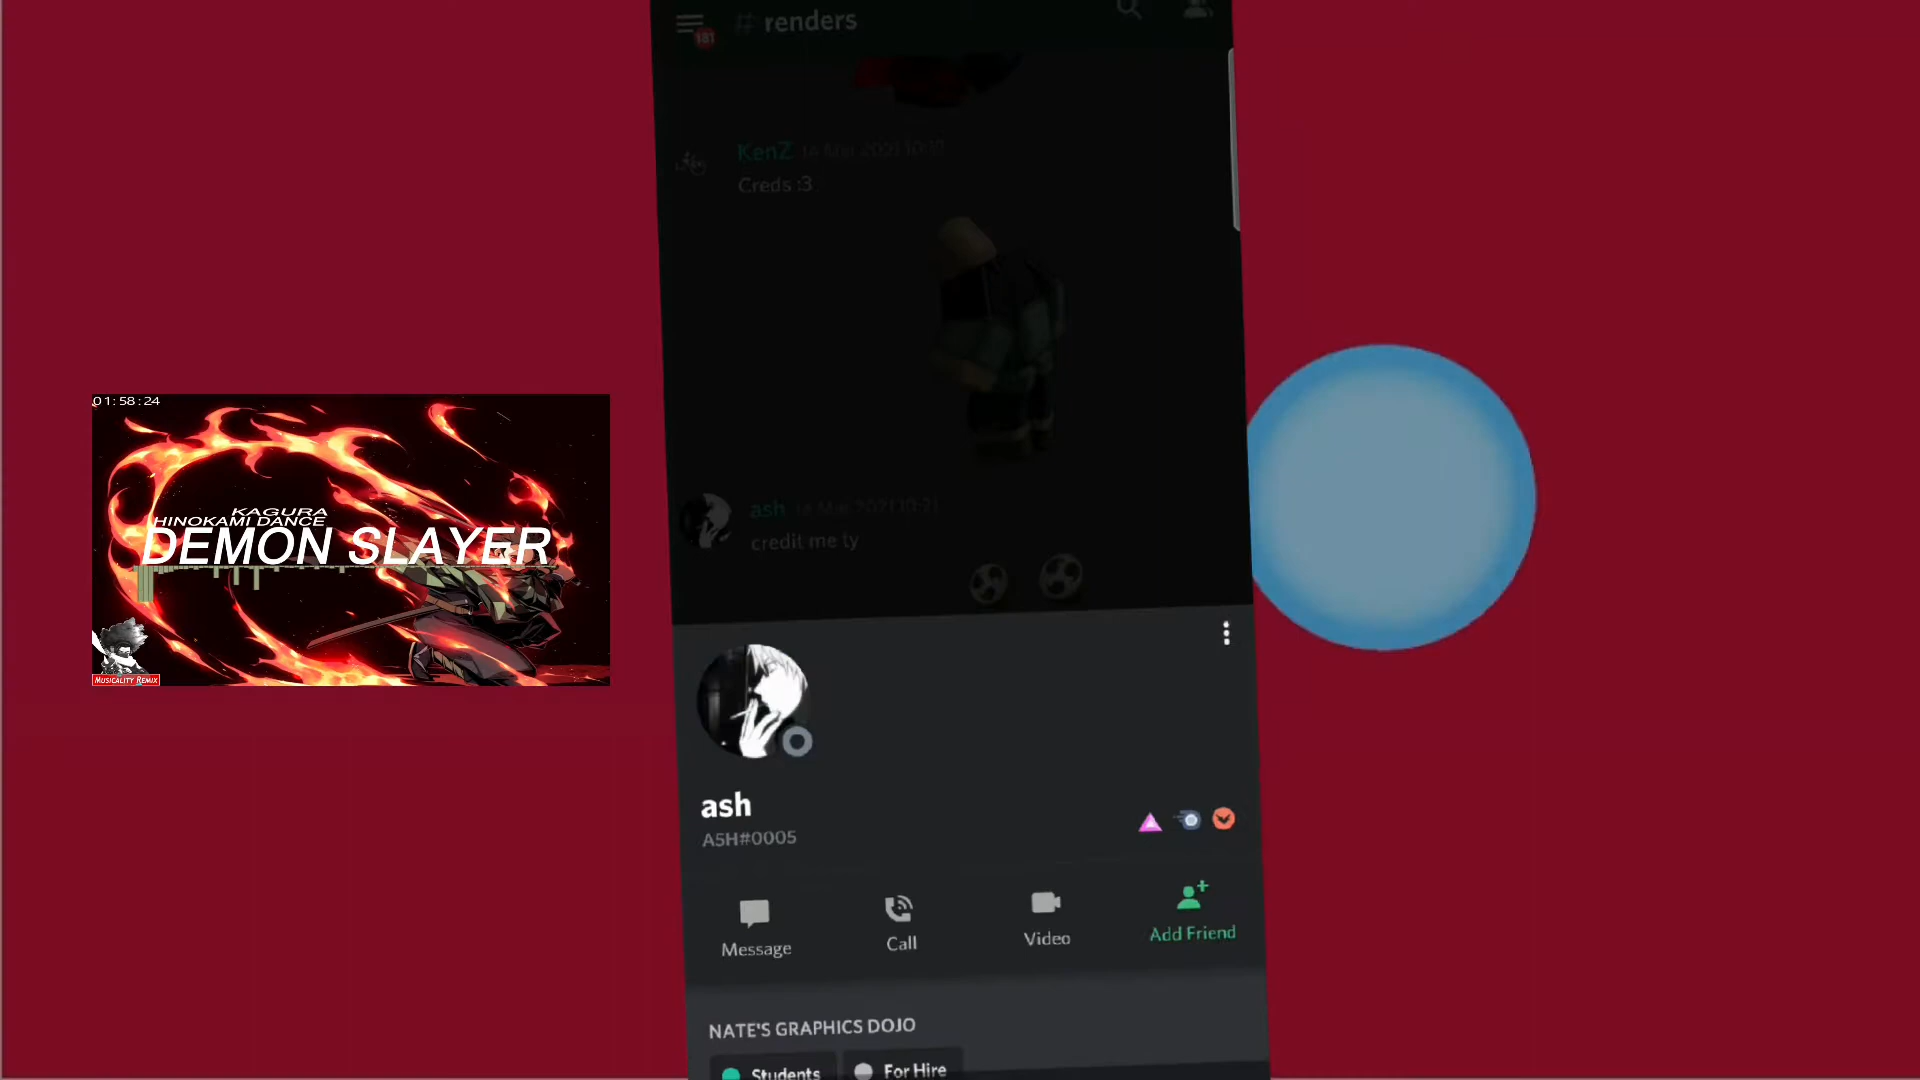 # renders
181
KenZ
Creds :3
ash
credit me ty
01:58:24
KAGURA
HINOKAMI DANCE
DEMON SLAYER
MUSICALITY REMIX
ash
A5H#0005
Message
Call
Video
Add Friend
NATE'S GRAPHICS DOJO
Students
For Hire